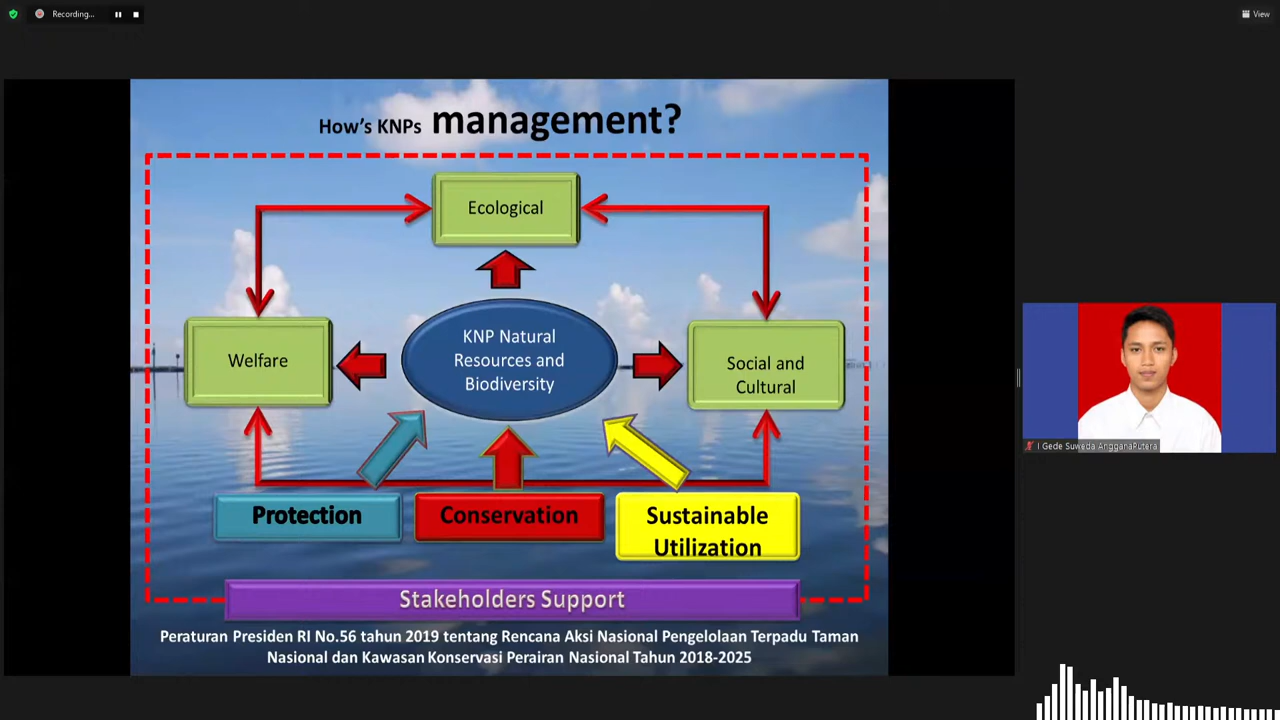 Recording...
View
How's KNPs management?
Ecological
KNP Natural
Resources and
Biodiversity
Welfare
Social and
Cultural
Protection
Conservation
Sustainable
Utilization
Stakeholders Support
Peraturan Presiden RI No.56 tahun 2019 tentang Rencana Aksi Nasional Pengelolaan Terpadu Taman
Nasional dan Kawasan Konservasi Perairan Nasional Tahun 2018-2025
I Gede Suweda AngganaPutera